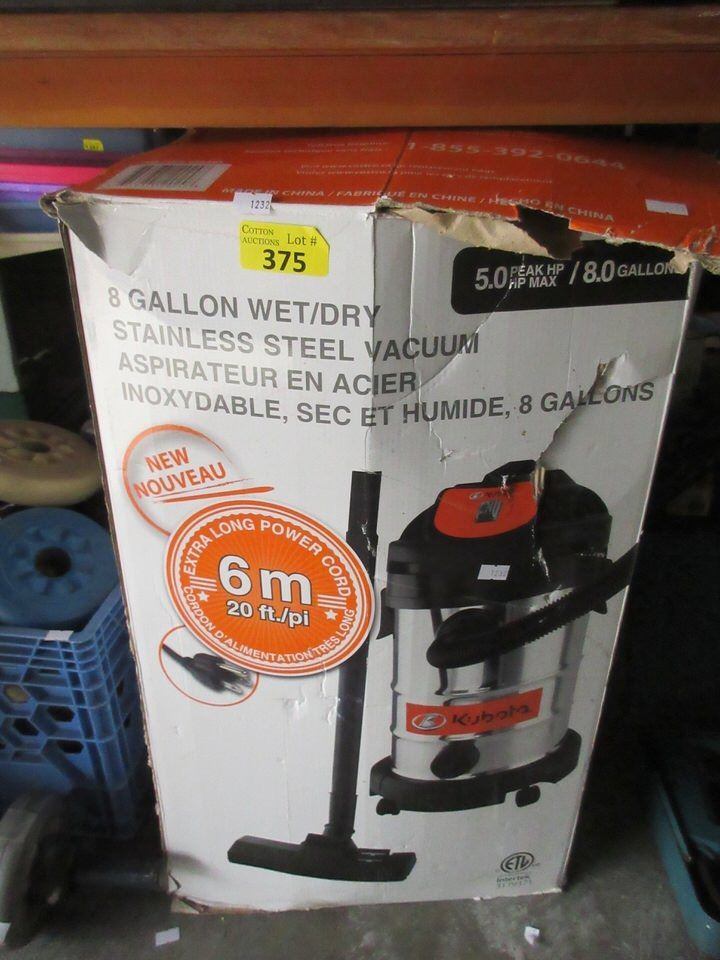 1-855-392-0644
MADE IN CHINA / FABRIQUÉ EN CHINE / HECHO EN CHINA
1232
COTTON AUCTIONS Lot #
375
5.0 PEAK HP HP MAX / 8.0 GALLON
8 GALLON WET/DRY
STAINLESS STEEL VACUUM
ASPIRATEUR EN ACIER
INOXYDABLE, SEC ET HUMIDE, 8 GALLONS
NEW
NOUVEAU
EXTRA LONG POWER CORD
6 m
20 ft./pi
CORDON D'ALIMENTATION TRÈS LONG
1232
Kubota
ETL
Intertek